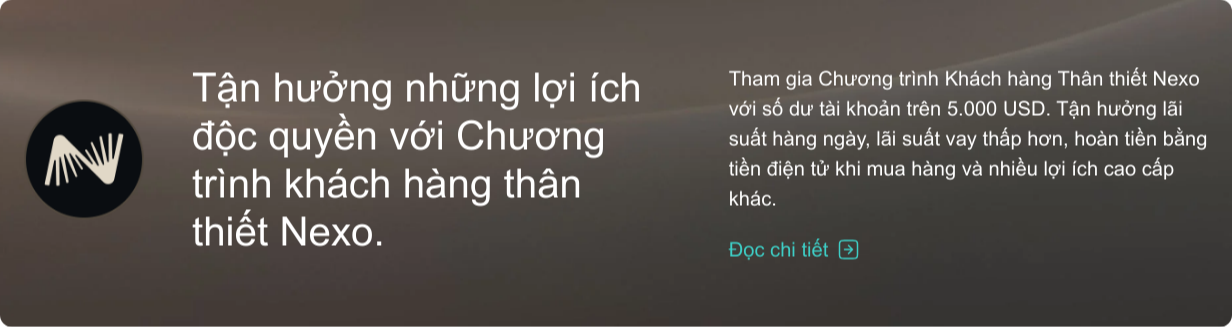 Tận hưởng những lợi ích
độc quyền với Chương
trình khách hàng thân
thiết Nexo.
Tham gia Chương trình Khách hàng Thân thiết Nexo
với số dư tài khoản trên 5.000 USD. Tận hưởng lãi
suất hàng ngày, lãi suất vay thấp hơn, hoàn tiền bằng
tiền điện tử khi mua hàng và nhiều lợi ích cao cấp
khác.
Đọc chi tiết